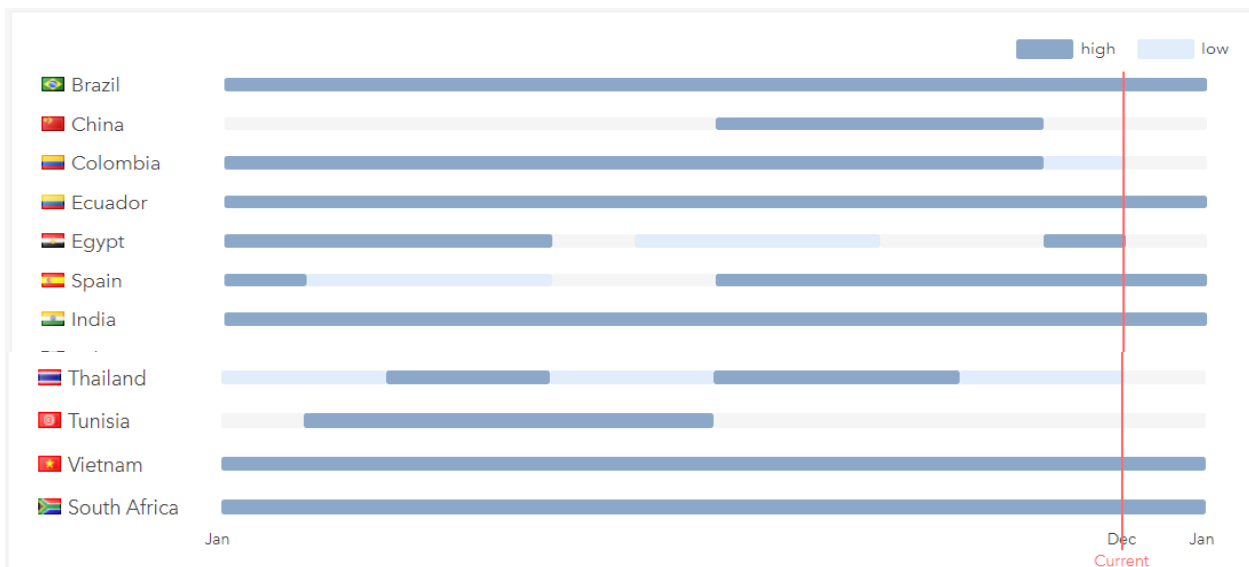 high low
Brazil
China
Colombia
Ecuador
Egypt
Spain
India
Thailand
Tunisia
Vietnam
South Africa
Jan Dec Jan
Current